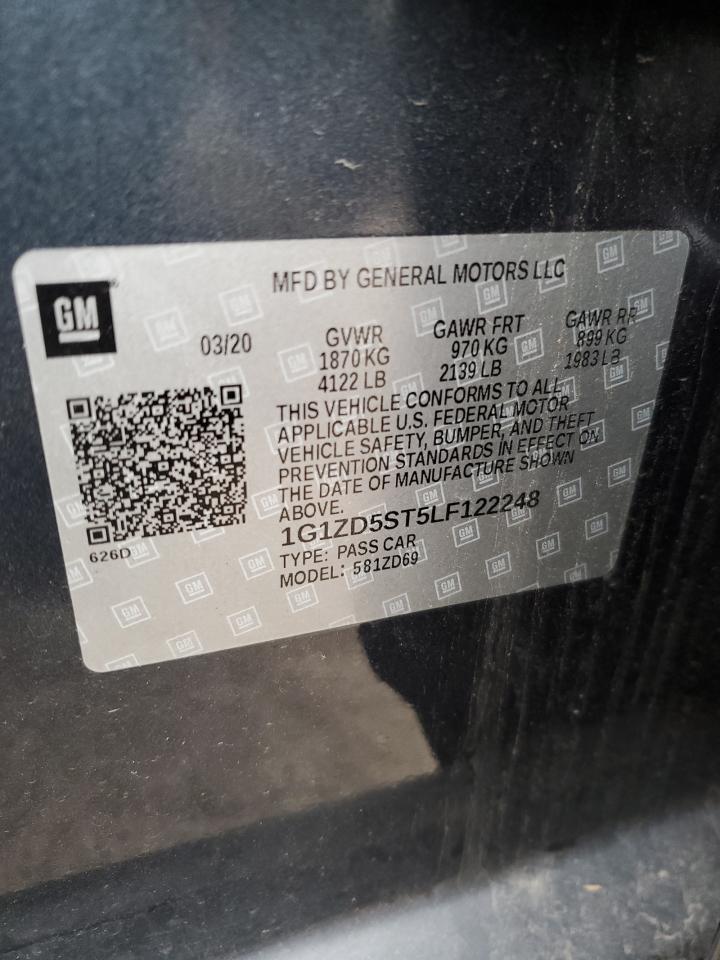 GM
MFD BY GENERAL MOTORS LLC
03/20
GVWR
1870 KG
4122 LB
GAWR FRT
970 KG
2139 LB
GAWR RR
899 KG
1983 LB
THIS VEHICLE CONFORMS TO ALL
APPLICABLE U.S. FEDERAL MOTOR
VEHICLE SAFETY, BUMPER, AND THEFT
PREVENTION STANDARDS IN EFFECT ON
THE DATE OF MANUFACTURE SHOWN
ABOVE.
1G1ZD5ST5LF122248
TYPE: PASS CAR
MODEL: 581ZD69
626D